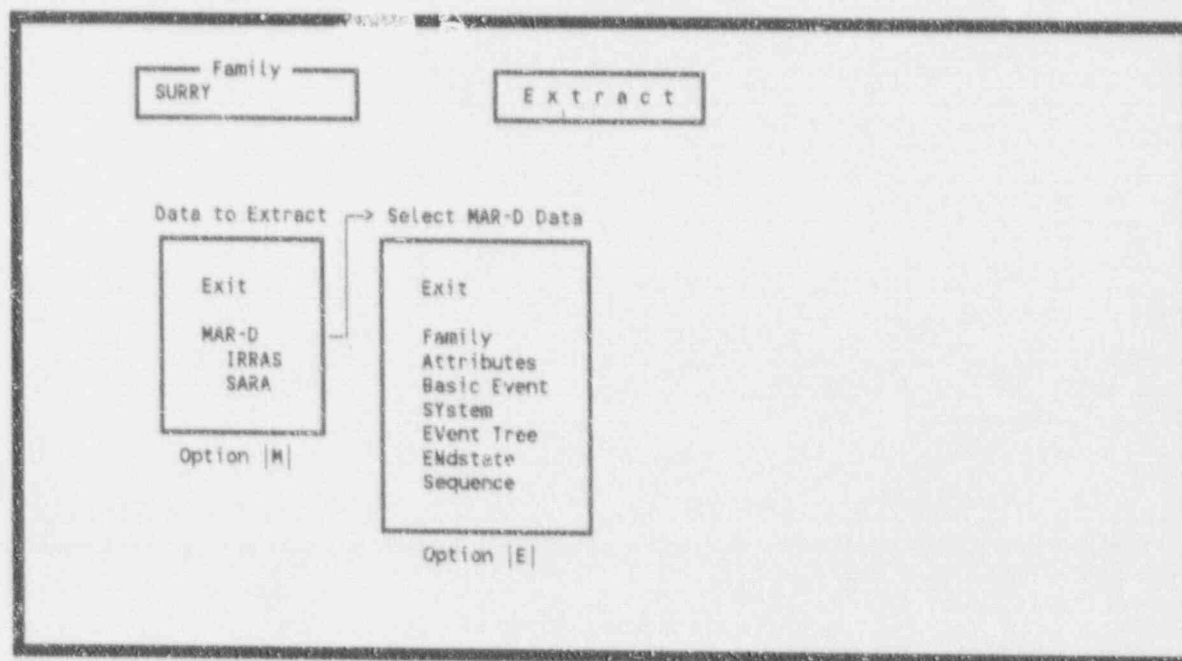 Family
SURRY
E x t r a c t
Data to Extract --> Select MAR-D Data
Exit
MAR-D
IRRAS
SARA
Option |M|
Exit
Family
Attributes
Basic Event
SYstem
EVent Tree
ENdstate
Sequence
Option |E|